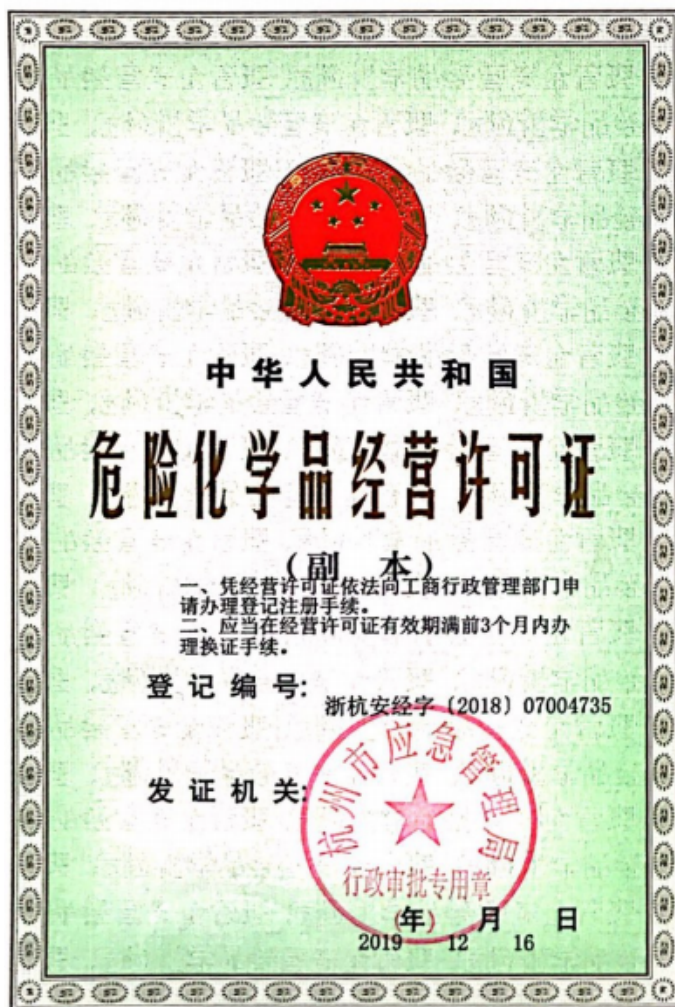 中华人民共和国
危险化学品经营许可证
（副 本）
一、凭经营许可证依法向工商行政管理部门申
请办理登记注册手续。
二、应当在经营许可证有效期满前3个月内办
理换证手续。
登记编号:
浙杭安经字〔2018〕07004735
发证机关:
杭州市应急管理局
行政审批专用章
(年) 月 日
2019 12 16